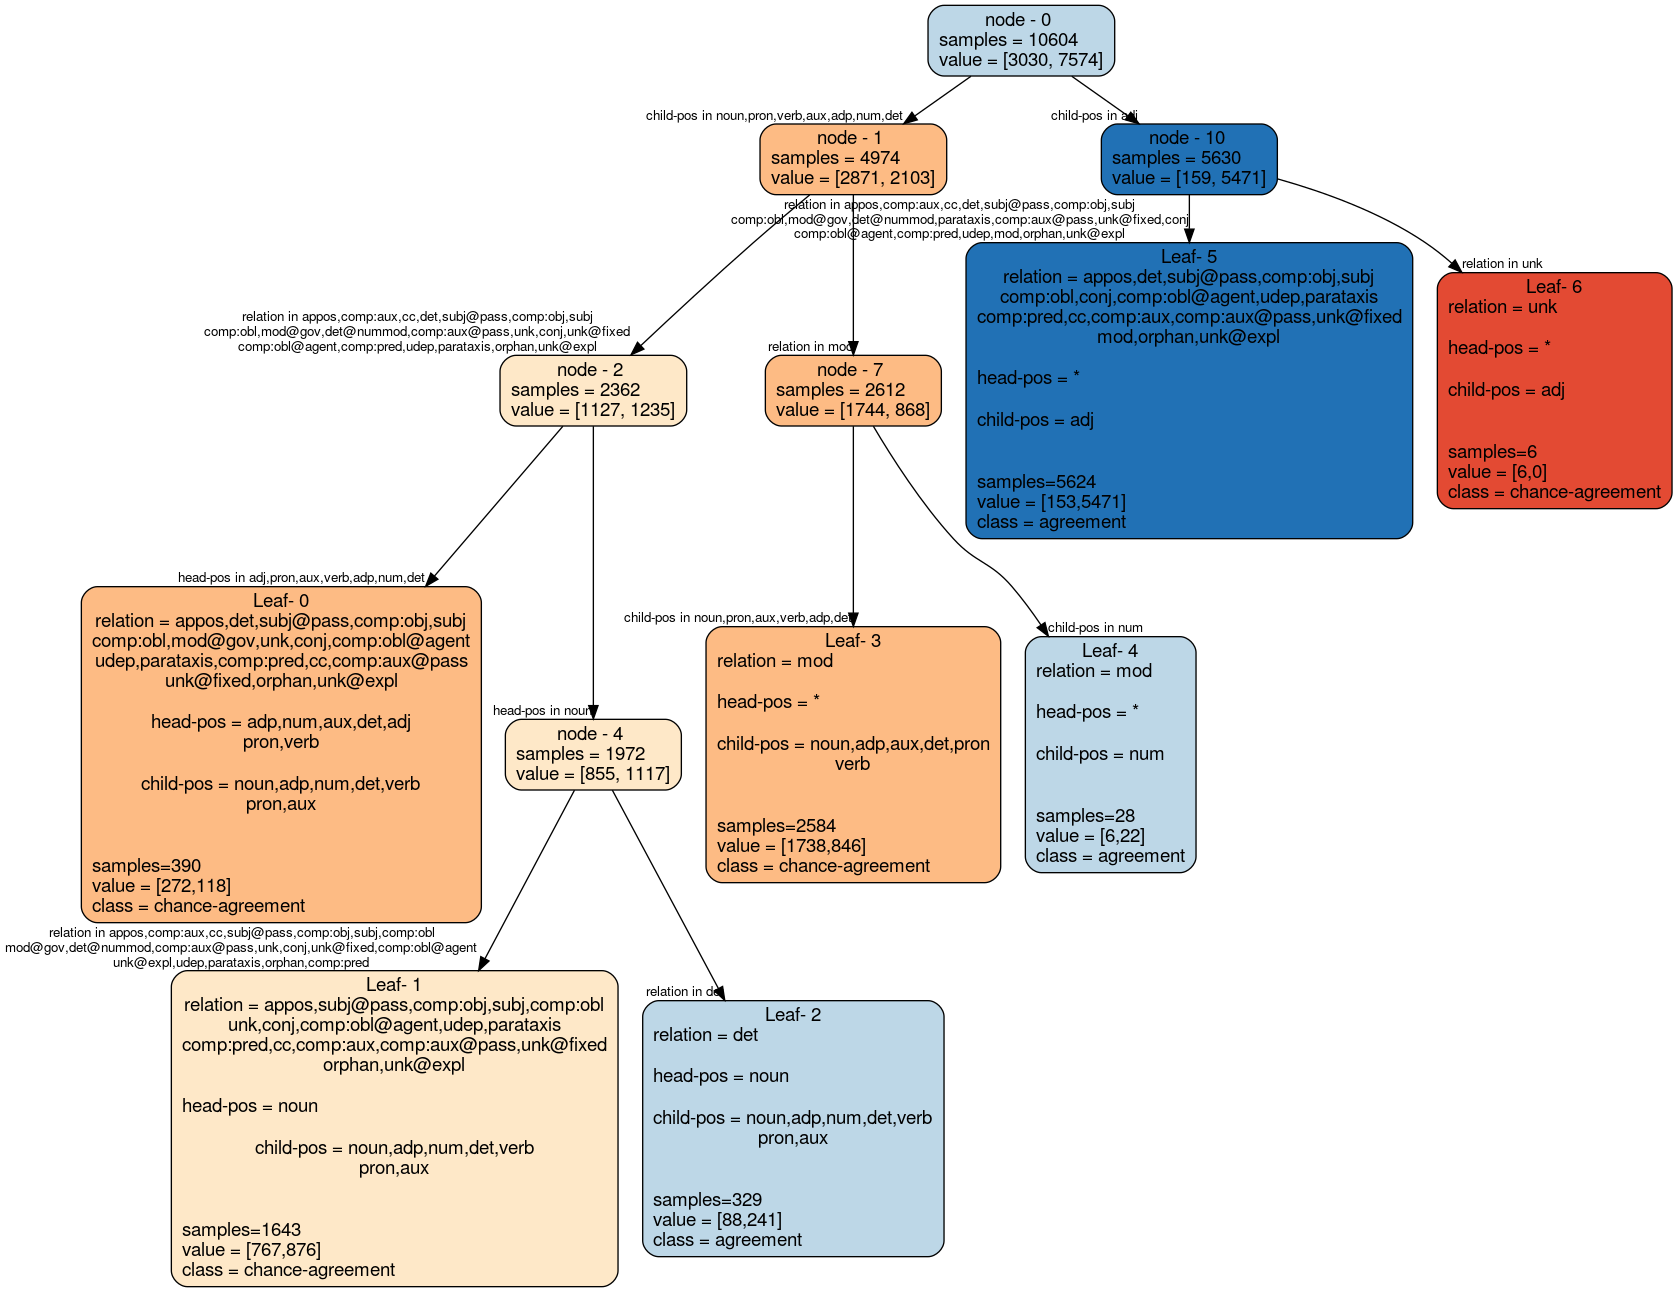 node - 0
samples = 10604
value = [3030, 7574]
child-pos in noun,pron,verb,aux,adp,num,det
child-pos in adj
node - 1
samples = 4974
value = [2871, 2103]
node - 10
samples = 5630
value = [159, 5471]
relation in appos,comp:aux,cc,det,subj@pass,comp:obj,subj
comp:obl,mod@gov,det@nummod,parataxis,comp:aux@pass,unk@fixed,conj
comp:obl@agent,comp:pred,udep,mod,orphan,unk@expl
relation in unk
relation in appos,comp:aux,cc,det,subj@pass,comp:obj,subj
comp:obl,mod@gov,det@nummod,comp:aux@pass,unk,conj,unk@fixed
comp:obl@agent,comp:pred,udep,parataxis,orphan,unk@expl
relation in mod
node - 2
samples = 2362
value = [1127, 1235]
node - 7
samples = 2612
value = [1744, 868]
Leaf- 5
relation = appos,det,subj@pass,comp:obj,subj
comp:obl,conj,comp:obl@agent,udep,parataxis
comp:pred,cc,comp:aux,comp:aux@pass,unk@fixed
mod,orphan,unk@expl
head-pos = *
child-pos = adj
samples=5624
value = [153,5471]
class = agreement
Leaf- 6
relation = unk
head-pos = *
child-pos = adj
samples=6
value = [6,0]
class = chance-agreement
head-pos in adj,pron,aux,verb,adp,num,det
Leaf- 0
relation = appos,det,subj@pass,comp:obj,subj
comp:obl,mod@gov,unk,conj,comp:obl@agent
udep,parataxis,comp:pred,cc,comp:aux@pass
unk@fixed,orphan,unk@expl
head-pos = adp,num,aux,det,adj
pron,verb
child-pos = noun,adp,num,det,verb
pron,aux
samples=390
value = [272,118]
class = chance-agreement
head-pos in noun
node - 4
samples = 1972
value = [855, 1117]
child-pos in noun,pron,aux,verb,adp,det
Leaf- 3
relation = mod
head-pos = *
child-pos = noun,adp,aux,det,pron
verb
samples=2584
value = [1738,846]
class = chance-agreement
child-pos in num
Leaf- 4
relation = mod
head-pos = *
child-pos = num
samples=28
value = [6,22]
class = agreement
relation in appos,comp:aux,cc,subj@pass,comp:obj,subj,comp:obl
mod@gov,det@nummod,comp:aux@pass,unk,conj,unk@fixed,comp:obl@agent
unk@expl,udep,parataxis,orphan,comp:pred
Leaf- 1
relation = appos,subj@pass,comp:obj,subj,comp:obl
unk,conj,comp:obl@agent,udep,parataxis
comp:pred,cc,comp:aux,comp:aux@pass,unk@fixed
orphan,unk@expl
head-pos = noun
child-pos = noun,adp,num,det,verb
pron,aux
samples=1643
value = [767,876]
class = chance-agreement
relation in det
Leaf- 2
relation = det
head-pos = noun
child-pos = noun,adp,num,det,verb
pron,aux
samples=329
value = [88,241]
class = agreement